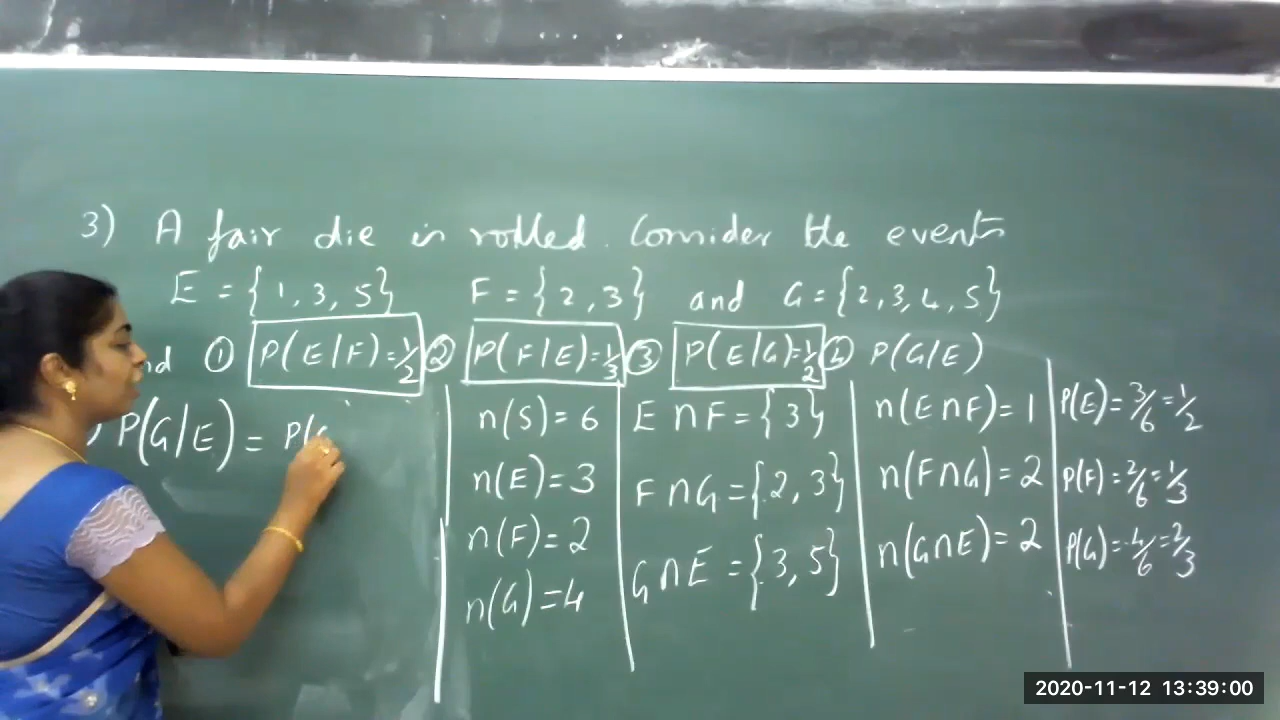 3) A fair die is rolled. Consider the events
E = {1, 3, 5} F = {2, 3} and G = {2, 3, 4, 5}
nd ① P(E/F) = 1/2 ② P(F/E) = 1/3 ③ P(E/G) = 1/2 ④ P(G/E)
) P(G/E) = P(G
n(S) = 6
n(E) = 3
n(F) = 2
n(G) = 4
E ∩ F = {3}
F ∩ G = {2, 3}
G ∩ E = {3, 5}
n(E ∩ F) = 1
n(F ∩ G) = 2
n(G ∩ E) = 2
P(E) = 3/6 = 1/2
P(F) = 2/6 = 1/3
P(G) = 4/6 = 2/3
2020-11-12 13:39:00